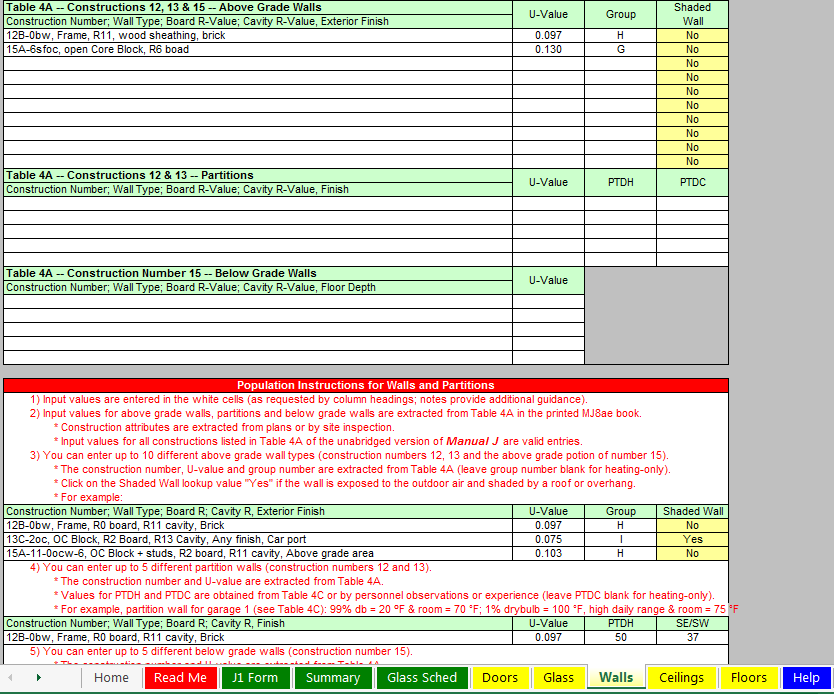 Table 4A -- Constructions 12, 13 & 15 -- Above Grade Walls U-Value Group Shaded Wall
Construction Number; Wall Type; Board R-Value; Cavity R-Value, Exterior Finish
12B-0bw, Frame, R11, wood sheathing, brick 0.097 H No
15A-6sfoc, open Core Block, R6 boad 0.130 G No
No
No
No
No
No
No
No
No
Table 4A -- Constructions 12 & 13 -- Partitions U-Value PTDH PTDC
Construction Number; Wall Type; Board R-Value; Cavity R-Value, Finish
Table 4A -- Construction Number 15 -- Below Grade Walls U-Value
Construction Number; Wall Type; Board R-Value; Cavity R-Value, Floor Depth
Population Instructions for Walls and Partitions
1) Input values are entered in the white cells (as requested by column headings; notes provide additional guidance).
2) Input values for above grade walls, partitions and below grade walls are extracted from Table 4A in the printed MJ8ae book.
* Construction attributes are extracted from plans or by site inspection.
* Input values for all constructions listed in Table 4A of the unabridged version of Manual J are valid entries.
3) You can enter up to 10 different above grade wall types (construction numbers 12, 13 and the above grade potion of number 15).
* The construction number, U-value and group number are extracted from Table 4A (leave group number blank for heating-only).
* Click on the Shaded Wall lookup value "Yes" if the wall is exposed to the outdoor air and shaded by a roof or overhang.
* For example:
Construction Number; Wall Type; Board R; Cavity R, Exterior Finish U-Value Group Shaded Wall
12B-0bw, Frame, R0 board, R11 cavity, Brick 0.097 H No
13C-2oc, OC Block, R2 Board, R13 Cavity, Any finish, Car port 0.075 I Yes
15A-11-0ocw-6, OC Block + studs, R2 board, R11 cavity, Above grade area 0.103 H No
4) You can enter up to 5 different partition walls (construction numbers 12 and 13).
* The construction number and U-value are extracted from Table 4A.
* Values for PTDH and PTDC are obtained from Table 4C or by personnel observations or experience (leave PTDC blank for heating-only).
* For example, partition wall for garage 1 (see Table 4C): 99% db = 20 °F & room = 70 °F; 1% drybulb = 100 °F, high daily range & room = 75 °F
Construction Number; Wall Type; Board R; Cavity R, Finish U-Value PTDH SE/SW
12B-0bw, Frame, R0 board, R11 cavity, Brick 0.097 50 37
5) You can enter up to 5 different below grade walls (construction number 15).
* The construction number and U-value are extracted from Table 4A
Home Read Me J1 Form Summary Glass Sched Doors Glass Walls Ceilings Floors Help